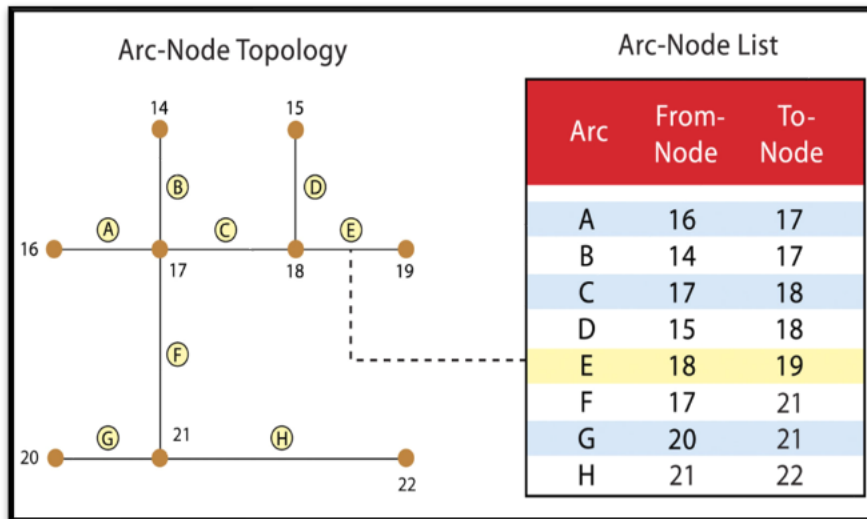 Arc-Node Topology
14 15
B D
A C E
16 17 18 19
F
G 21 H
20 22
Arc-Node List
Arc From-Node To-Node
A 16 17
B 14 17
C 17 18
D 15 18
E 18 19
F 17 21
G 20 21
H 21 22